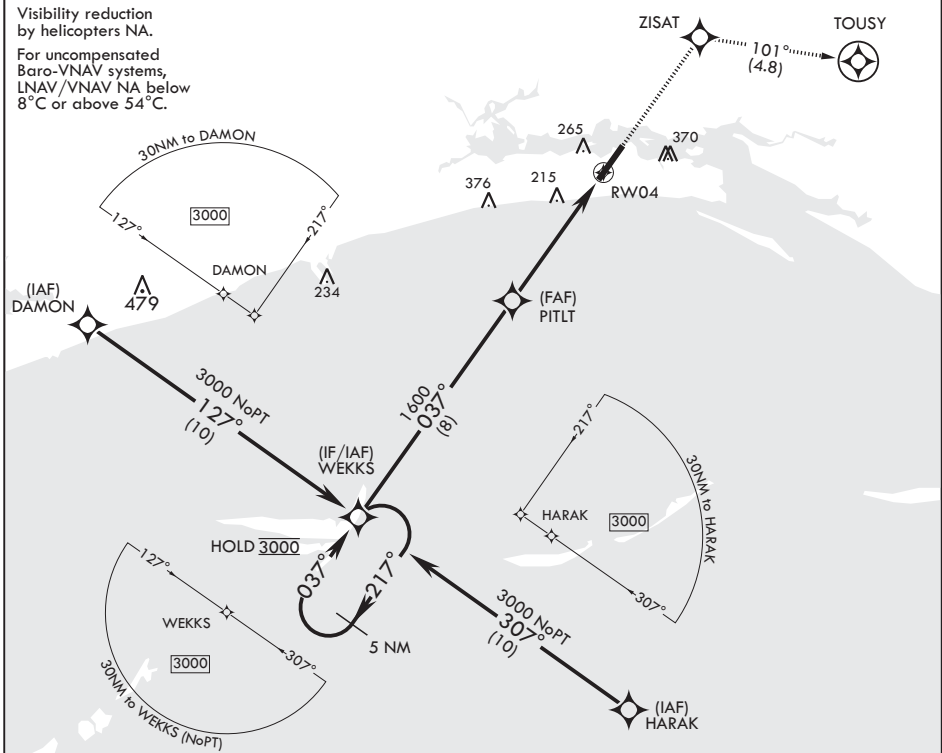 Visibility reduction
by helicopters NA.
For uncompensated
Baro-VNAV systems,
LNAV/VNAV NA below
8°C or above 54°C.
ZISAT
TOUSY
101°
(4.8)
265
370
376
215
RW04
30NM to DAMON
3000
127°
217°
DAMON
234
(IAF)
DAMON
479
(FAF)
PITLT
3000 NoPT
127°
(10)
1600
037°
(8)
(IF/IAF)
WEKKS
217°
30NM to HARAK
HARAK
3000
307°
HOLD 3000
037°
217°
5 NM
127°
WEKKS
307°
3000
30NM to WEKKS (NoPT)
3000 NoPT
307°
(10)
(IAF)
HARAK